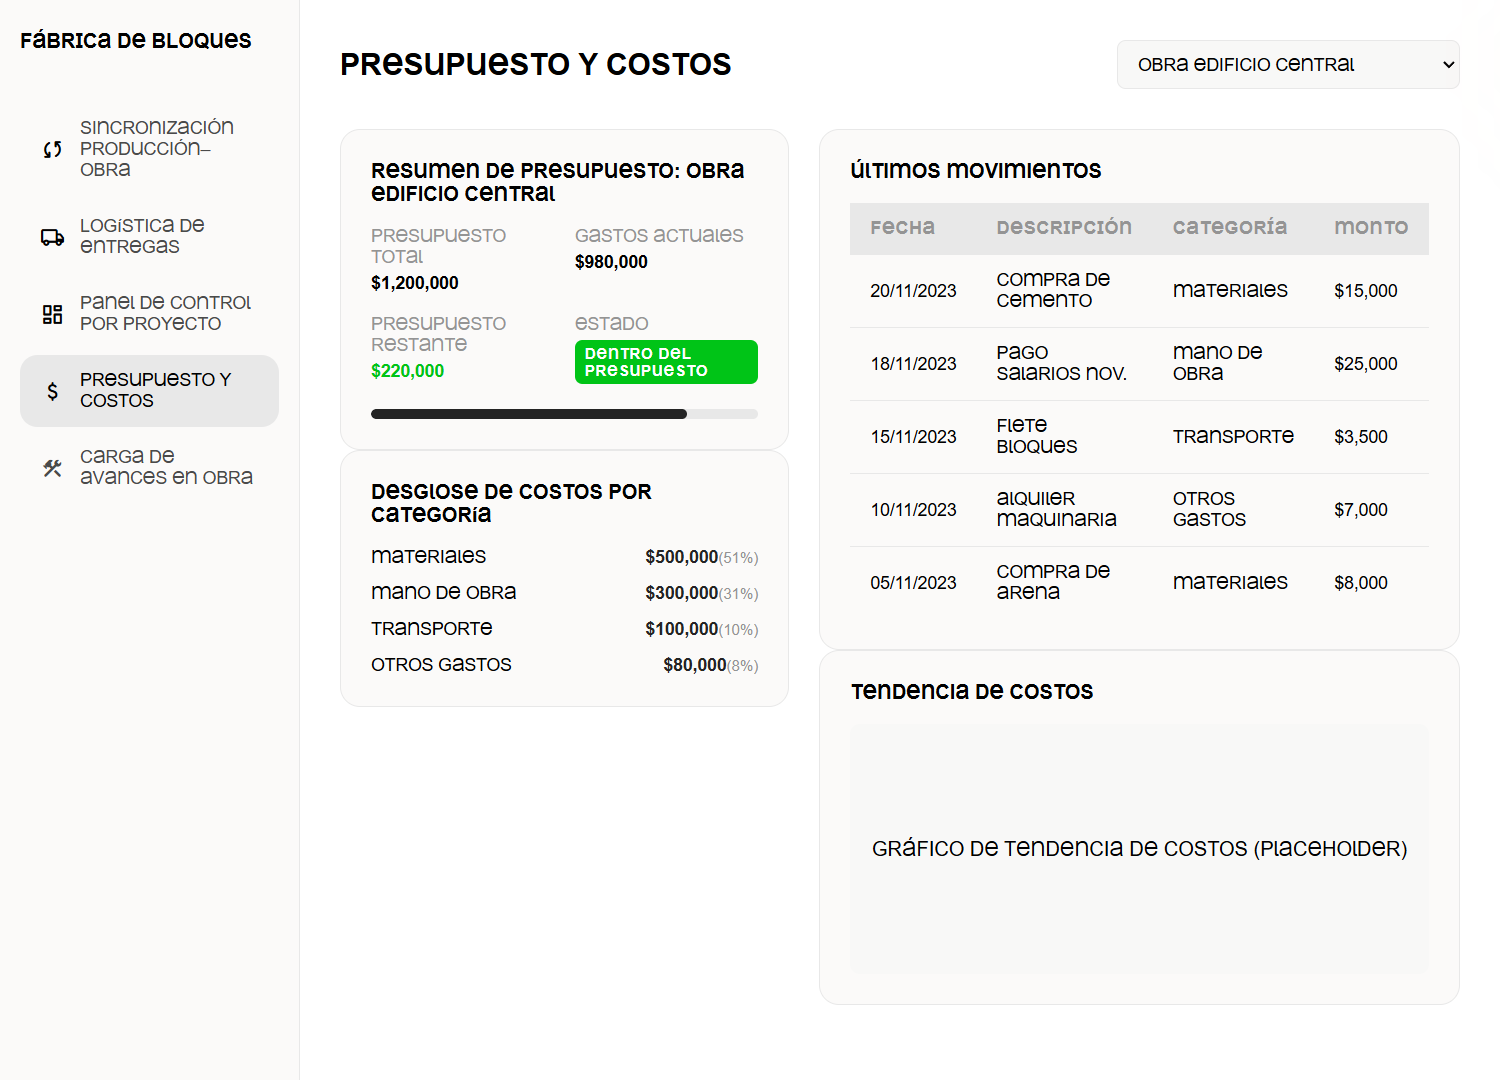 Fábrica de Bloques
Sincronización
Producción–
Obra
Logística de
Entregas
Panel de Control
por Proyecto
Presupuesto y
Costos
Carga de
Avances en Obra
Presupuesto y Costos
Obra Edificio Central
Resumen de Presupuesto: Obra
Edificio Central
Presupuesto
Total
$1,200,000
Gastos Actuales
$980,000
Presupuesto
Restante
$220,000
Estado
Dentro del
Presupuesto
Desglose de Costos por
Categoría
Materiales $500,000(51%)
Mano de Obra $300,000(31%)
Transporte $100,000(10%)
Otros Gastos $80,000(8%)
Últimos Movimientos
Fecha Descripción Categoría Monto
20/11/2023 Compra de
Cemento Materiales $15,000
18/11/2023 Pago
Salarios Nov. Mano de
Obra $25,000
15/11/2023 Flete
Bloques Transporte $3,500
10/11/2023 Alquiler
Maquinaria Otros
Gastos $7,000
05/11/2023 Compra de
Arena Materiales $8,000
Tendencia de Costos
Gráfico de Tendencia de Costos (Placeholder)